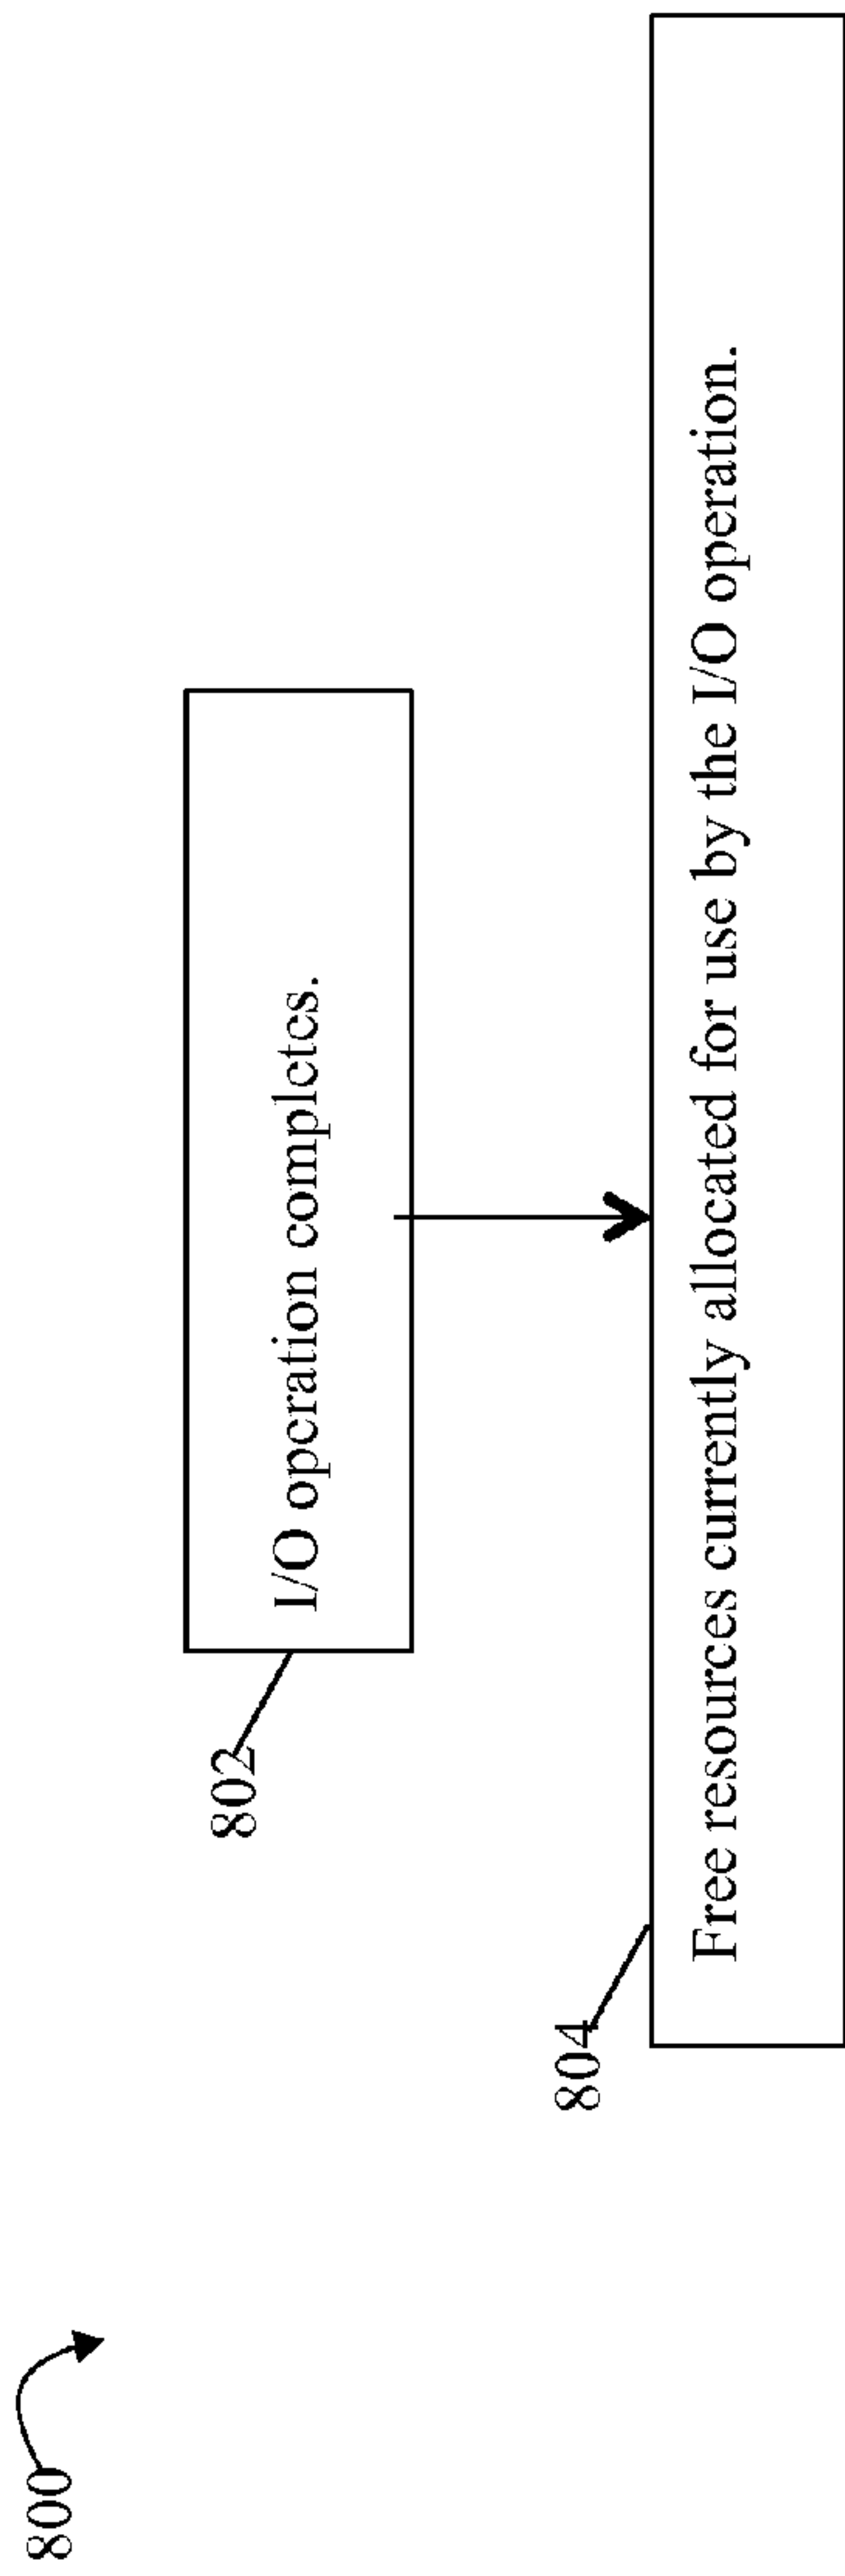 800
802
I/O operation completes.
804
Free resources currently allocated for use by the I/O operation.